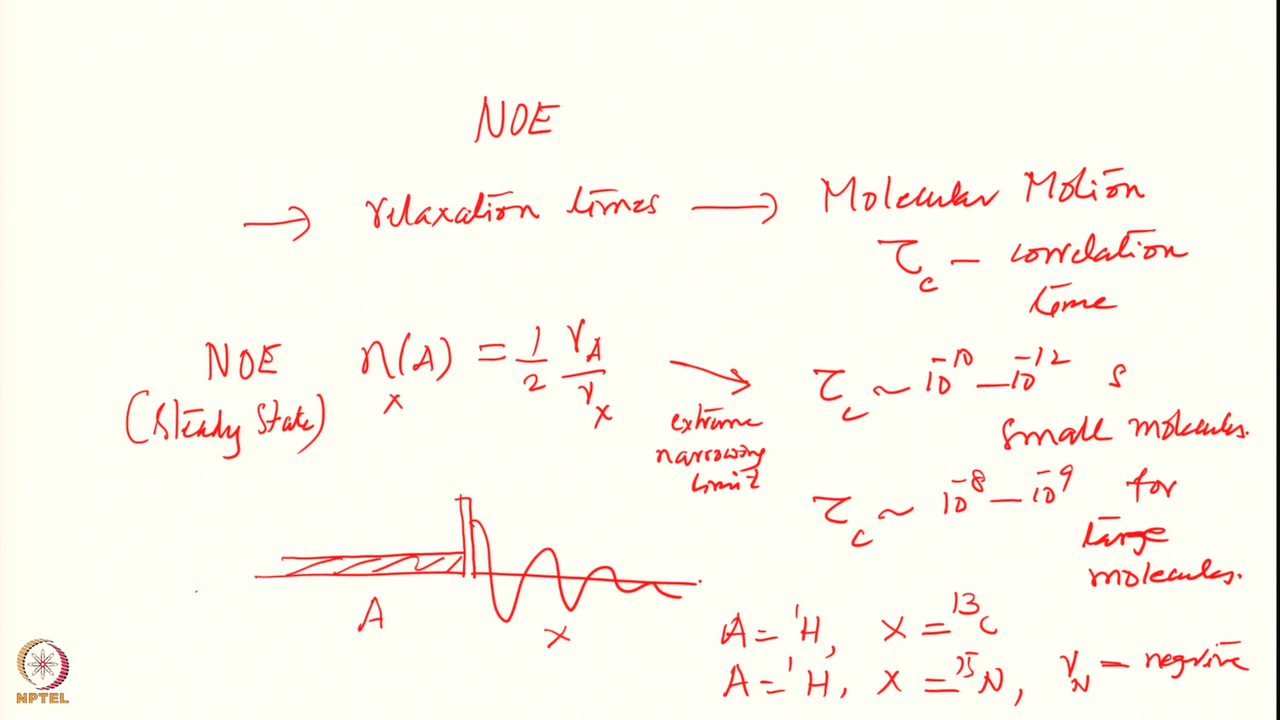 NOE
→ relaxation times → Molecular Motion
τc – correlation time
NOE (Steady State) ηx(A) = 1/2 γA/γx
extreme narrowing limit
τc ~ 10^-10 – 10^-12 s
small molecules.
τc ~ 10^-8 – 10^-9 for
large
molecules.
A
X
A = ¹H, X = ¹³C
A = ¹H, X = ¹⁵N, γN – negative
NPTEL